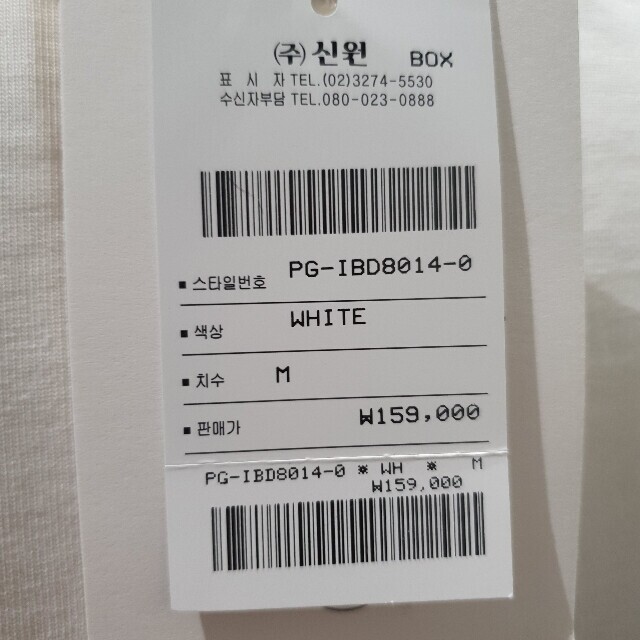 (주) 신원 BOX
표 시 자 TEL.(02)3274-5530
수신자부담 TEL.080-023-0888
■ 스타일번호 PG-IBD8014-0
■ 색상 WHITE
■ 치수 M
■ 판매가 ₩159,000
PG-IBD8014-0 ※ WH ※ M
₩159,000